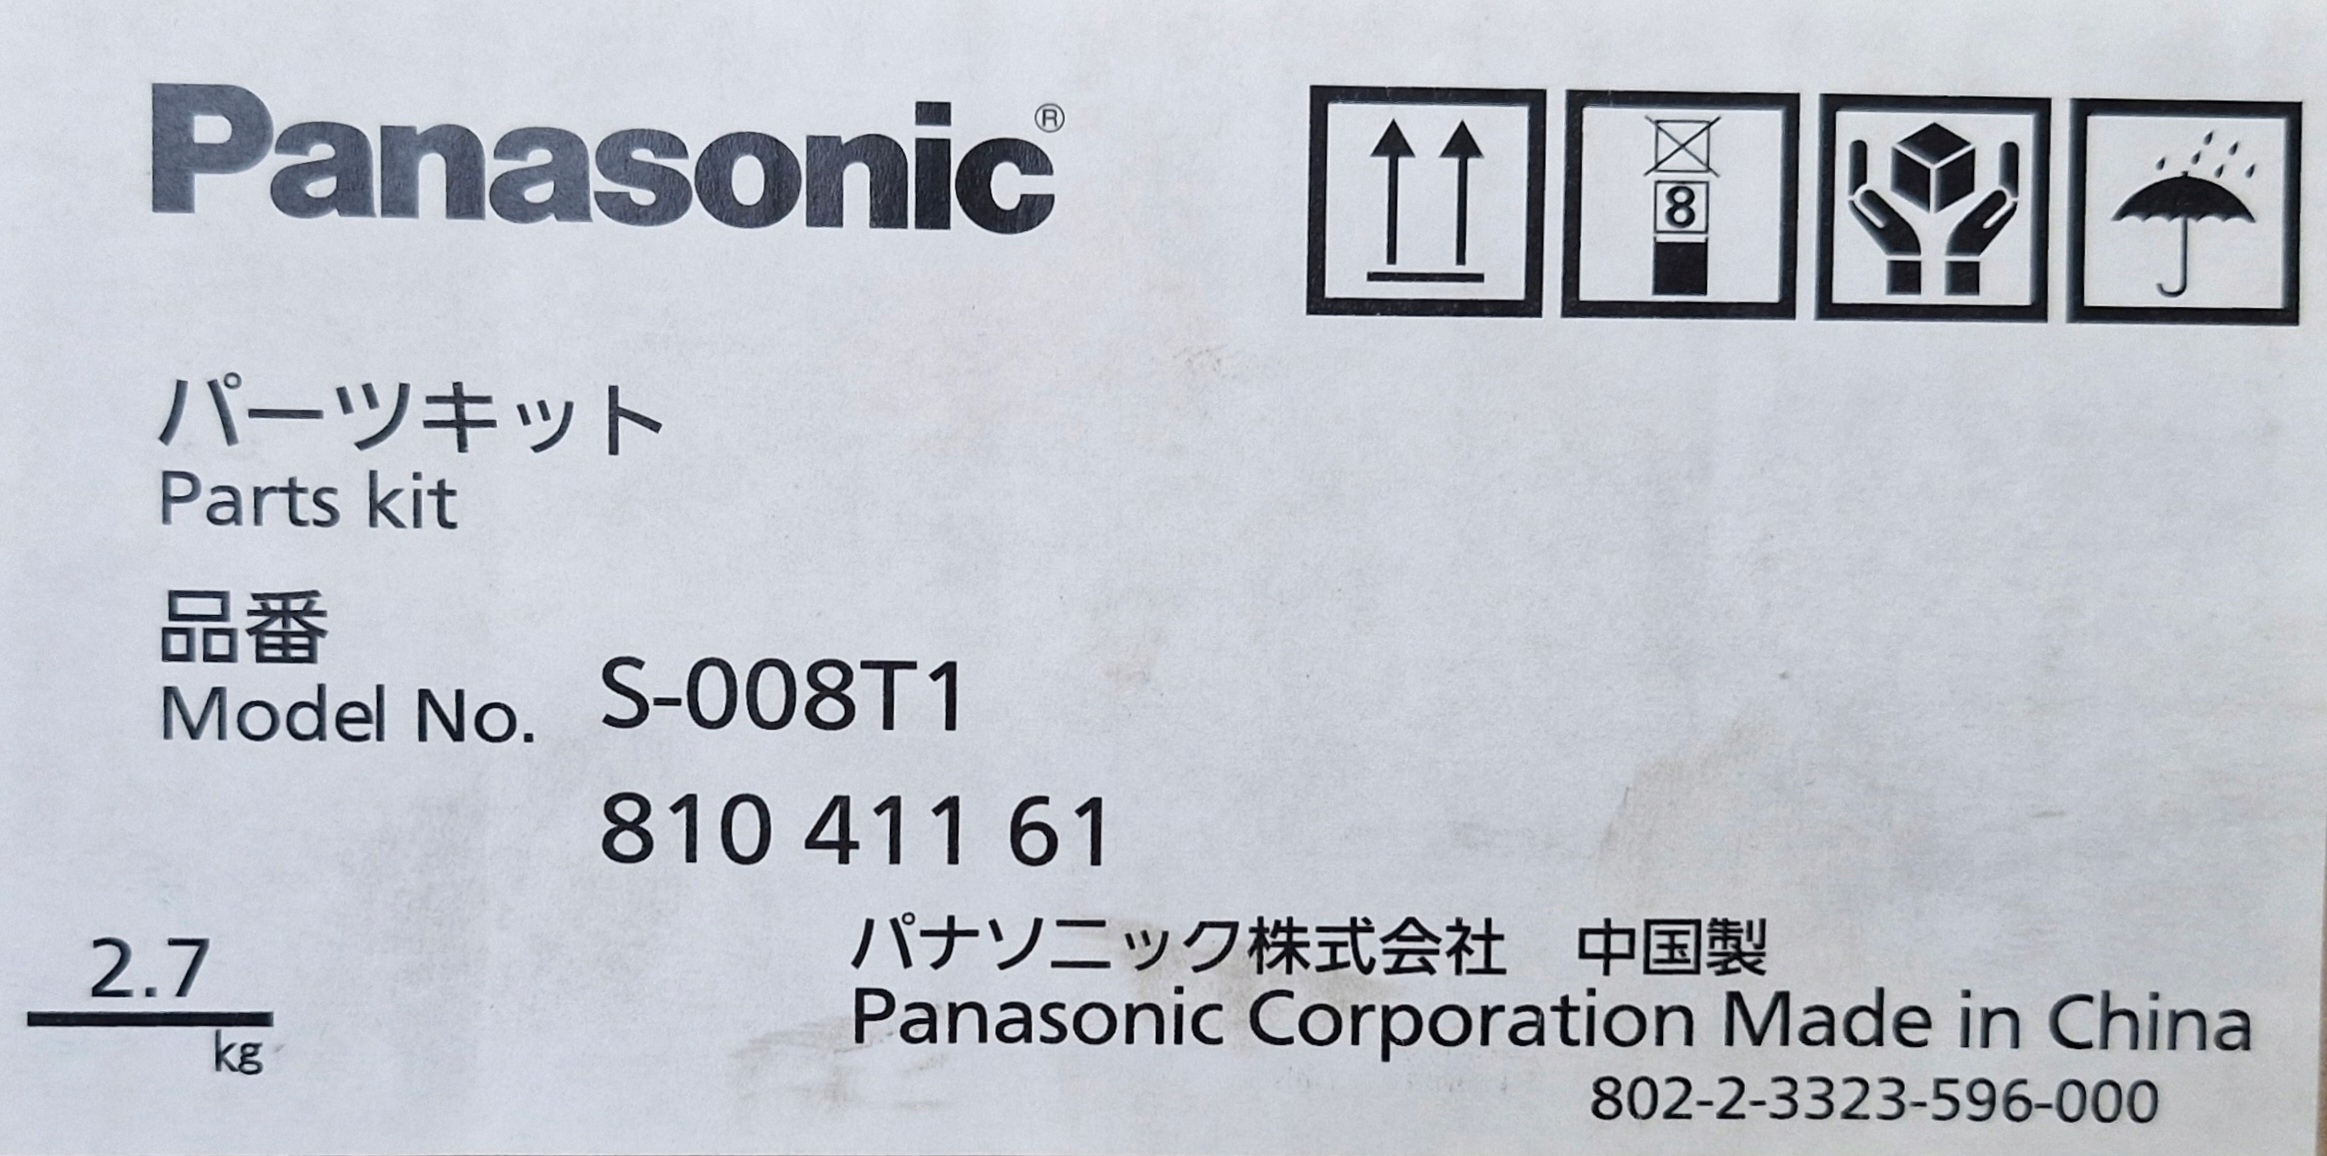 Panasonic®
8
パーツキット
Parts kit
品番
Model No. S-008T1
810 411 61
2.7
kg
パナソニック株式会社 中国製
Panasonic Corporation Made in China
802-2-3323-596-000